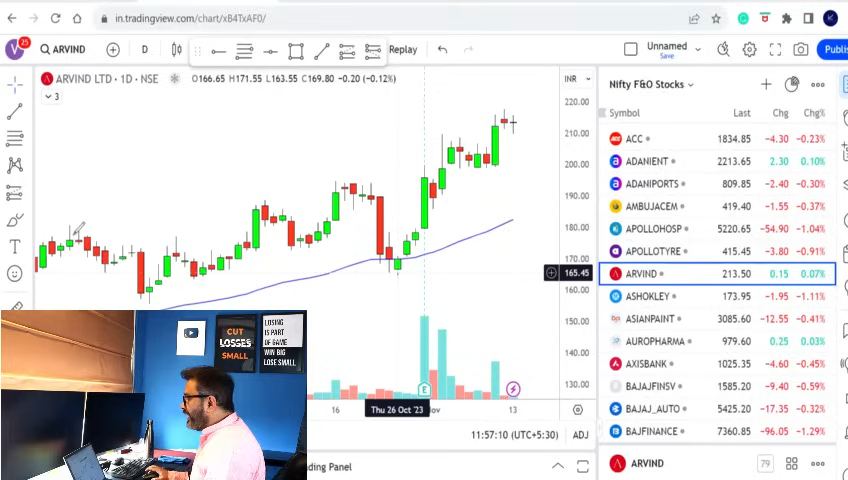 in.tradingview.com/chart/xB4TxAF0/
V 25 ARVIND D Replay Unnamed Save Publi
ARVIND LTD · 1D · NSE O166.65 H171.55 L163.55 C169.80 −0.20 (−0.12%) INR
3
220.00
210.00
200.00
190.00
180.00
170.00
165.45
160.00
150.00
140.00
130.00
E
16 Thu 26 Oct '23 Nov 13
11:57:10 (UTC+5:30) ADJ
ding Panel
Nifty F&O Stocks
Symbol Last Chg Chg%
ACC 1834.85 −4.30 −0.23%
ADANIENT 2213.65 2.30 0.10%
ADANIPORTS 809.85 −2.40 −0.30%
AMBUJACEM 419.40 −1.55 −0.37%
APOLLOHOSP 5220.65 −54.90 −1.04%
APOLLOTYRE 415.45 −3.80 −0.91%
ARVIND 213.50 0.15 0.07%
ASHOKLEY 173.95 −1.95 −1.11%
ASIANPAINT 3085.60 −12.55 −0.41%
AUROPHARMA 979.60 0.25 0.03%
AXISBANK 1025.35 −4.60 −0.45%
BAJAJFINSV 1585.20 −9.40 −0.59%
BAJAJ_AUTO 5425.20 −17.35 −0.32%
BAJFINANCE 7360.85 −96.05 −1.29%
ARVIND 79
CUT
LOSSES
SMALL
LOSING
IS PART
OF GAME
WIN BIG
LOSE SMALL